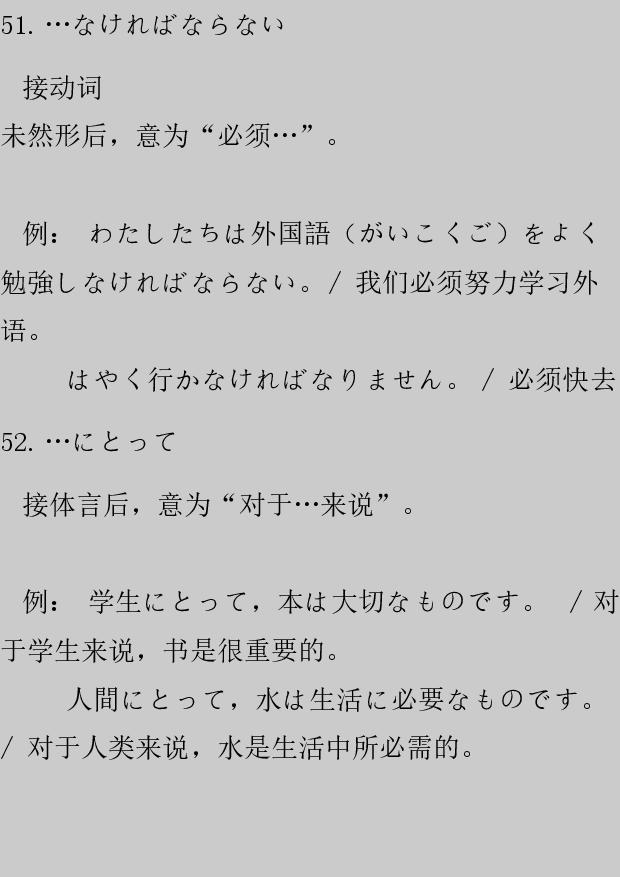 51. …なければならない
接动词
未然形后，意为“必须…”。
例： わたしたちは外国語（がいこくご）をよく
勉強しなければならない。/ 我们必须努力学习外
语。
はやく行かなければなりません。 / 必须快去
52. …にとって
接体言后，意为“对于…来说”。
例： 学生にとって，本は大切なものです。 / 对
于学生来说，书是很重要的。
人間にとって，水は生活に必要なものです。
/ 对于人类来说，水是生活中所必需的。